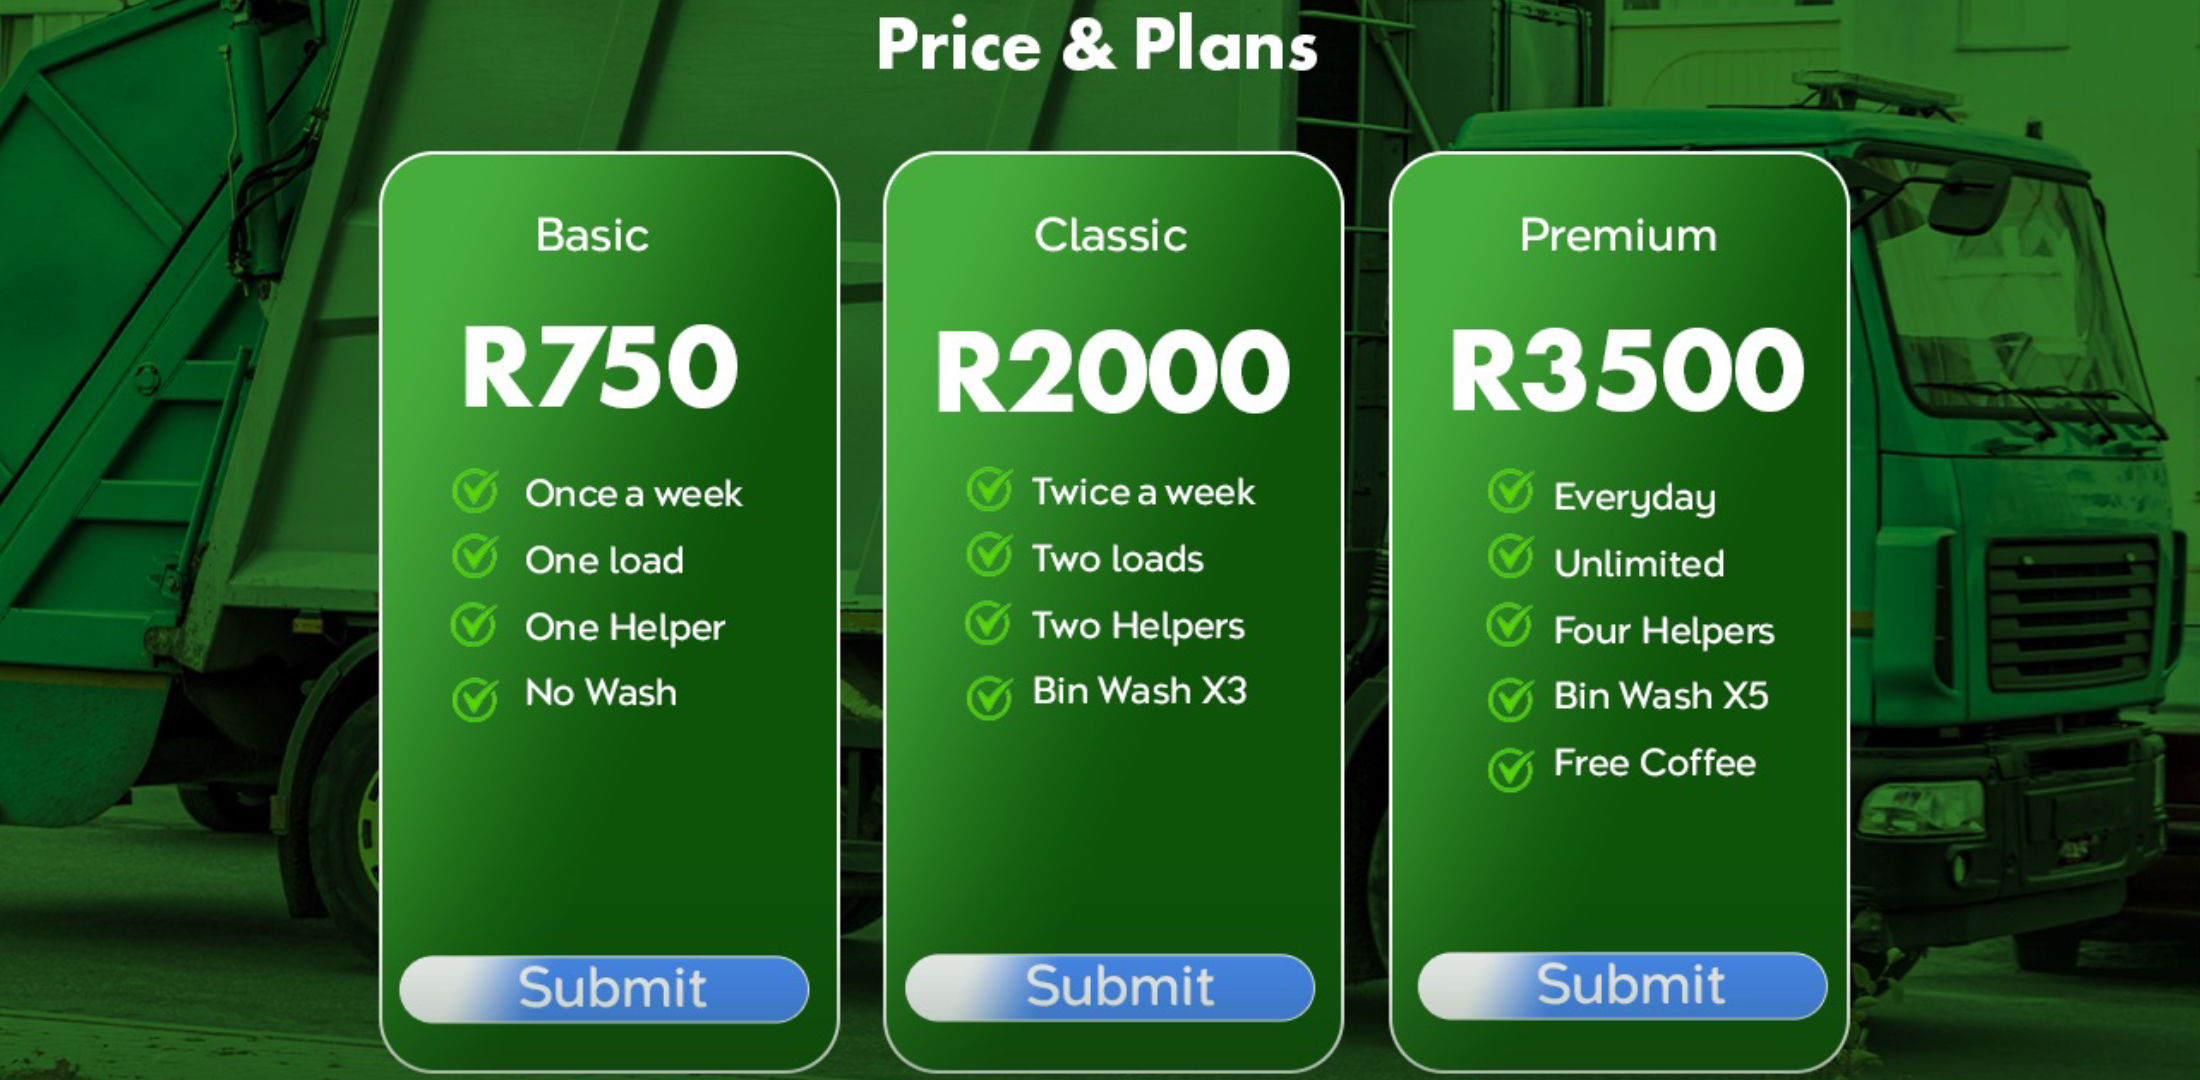 Price & Plans
Basic
R750
Once a week
One load
One Helper
No Wash
Submit
Classic
R2000
Twice a week
Two loads
Two Helpers
Bin Wash X3
Submit
Premium
R3500
Everyday
Unlimited
Four Helpers
Bin Wash X5
Free Coffee
Submit